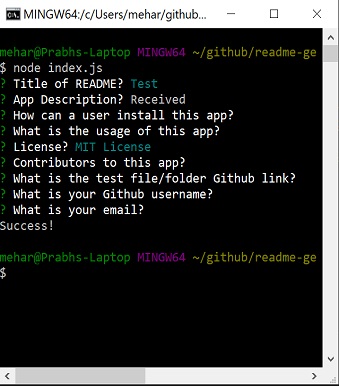 MINGW64:/c/Users/mehar/github...
mehar@Prabhs-Laptop MINGW64 ~/github/readme-ge
$ node index.js
? Title of README? Test
? App Description? Received
? How can a user install this app?
? What is the usage of this app?
? License? MIT License
? Contributors to this app?
? What is the test file/folder Github link?
? What is your Github username?
? What is your email?
Success!
mehar@Prabhs-Laptop MINGW64 ~/github/readme-ge
$